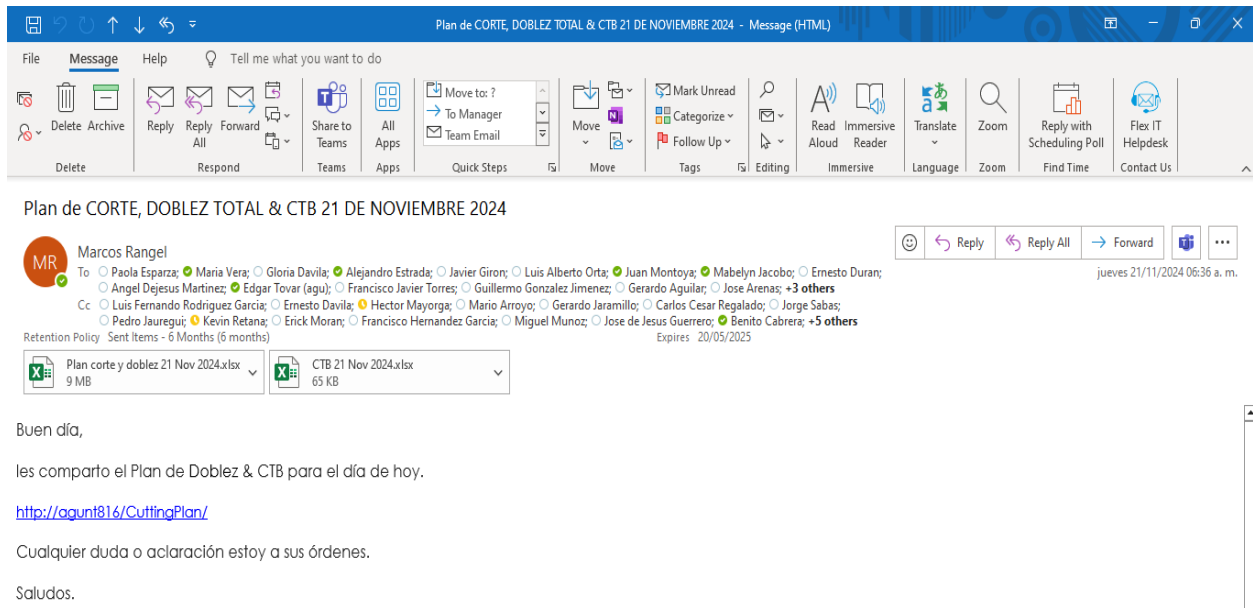 Plan de CORTE, DOBLEZ TOTAL & CTB 21 DE NOVIEMBRE 2024 - Message (HTML)
File Message Help Tell me what you want to do
Delete Archive Reply Reply All Forward Share to Teams All Apps Move to: ? To Manager Team Email Move Mark Unread Categorize Follow Up Read Aloud Immersive Reader Translate Zoom Reply with Scheduling Poll Flex IT Helpdesk
Delete Respond Teams Apps Quick Steps Move Tags Editing Immersive Language Zoom Find Time Contact Us
Plan de CORTE, DOBLEZ TOTAL & CTB 21 DE NOVIEMBRE 2024
MR Marcos Rangel Reply Reply All Forward
To Paola Esparza; Maria Vera; Gloria Davila; Alejandro Estrada; Javier Giron; Luis Alberto Orta; Juan Montoya; Mabelyn Jacobo; Ernesto Duran; jueves 21/11/2024 06:36 a. m.
Angel Dejesus Martinez; Edgar Tovar (agu); Francisco Javier Torres; Guillermo Gonzalez Jimenez; Gerardo Aguilar; Jose Arenas; +3 others
Cc Luis Fernando Rodriguez Garcia; Ernesto Davila; Hector Mayorga; Mario Arroyo; Gerardo Jaramillo; Carlos Cesar Regalado; Jorge Sabas;
Pedro Jauregui; Kevin Retana; Erick Moran; Francisco Hernandez Garcia; Miguel Munoz; Jose de Jesus Guerrero; Benito Cabrera; +5 others
Retention Policy Sent Items - 6 Months (6 months) Expires 20/05/2025
Plan corte y doblez 21 Nov 2024.xlsx CTB 21 Nov 2024.xlsx
9 MB 65 KB
Buen día,
les comparto el Plan de Doblez & CTB para el día de hoy.
http://agunt816/CuttingPlan/
Cualquier duda o aclaración estoy a sus órdenes.
Saludos.